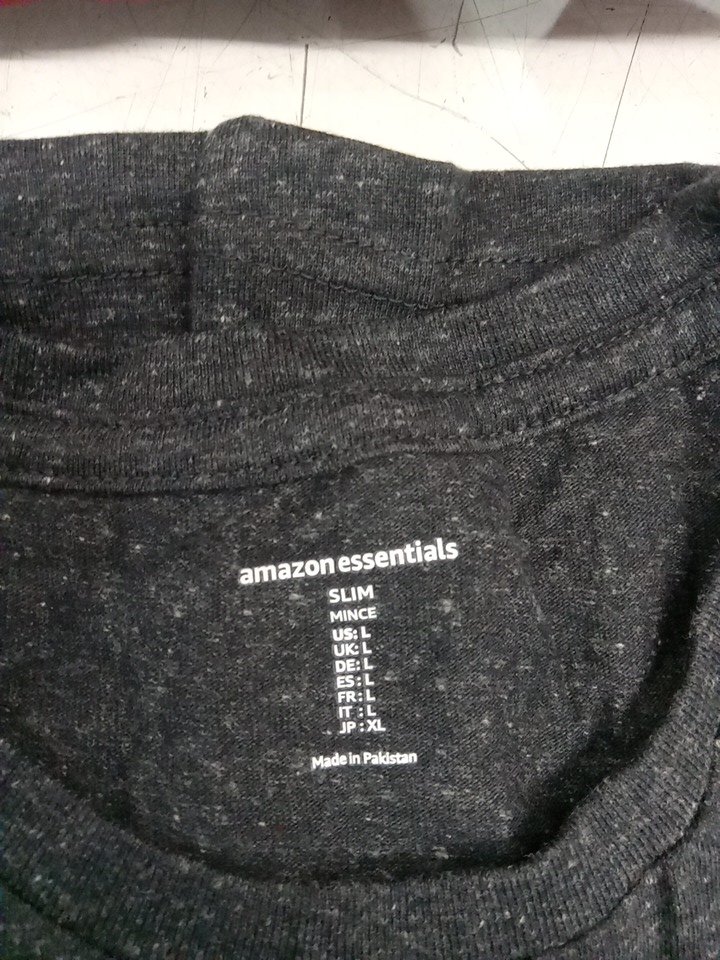 amazon essentials
SLIM
MINCE
US: L
UK: L
DE: L
ES: L
FR: L
IT : L
JP : XL
Made in Pakistan